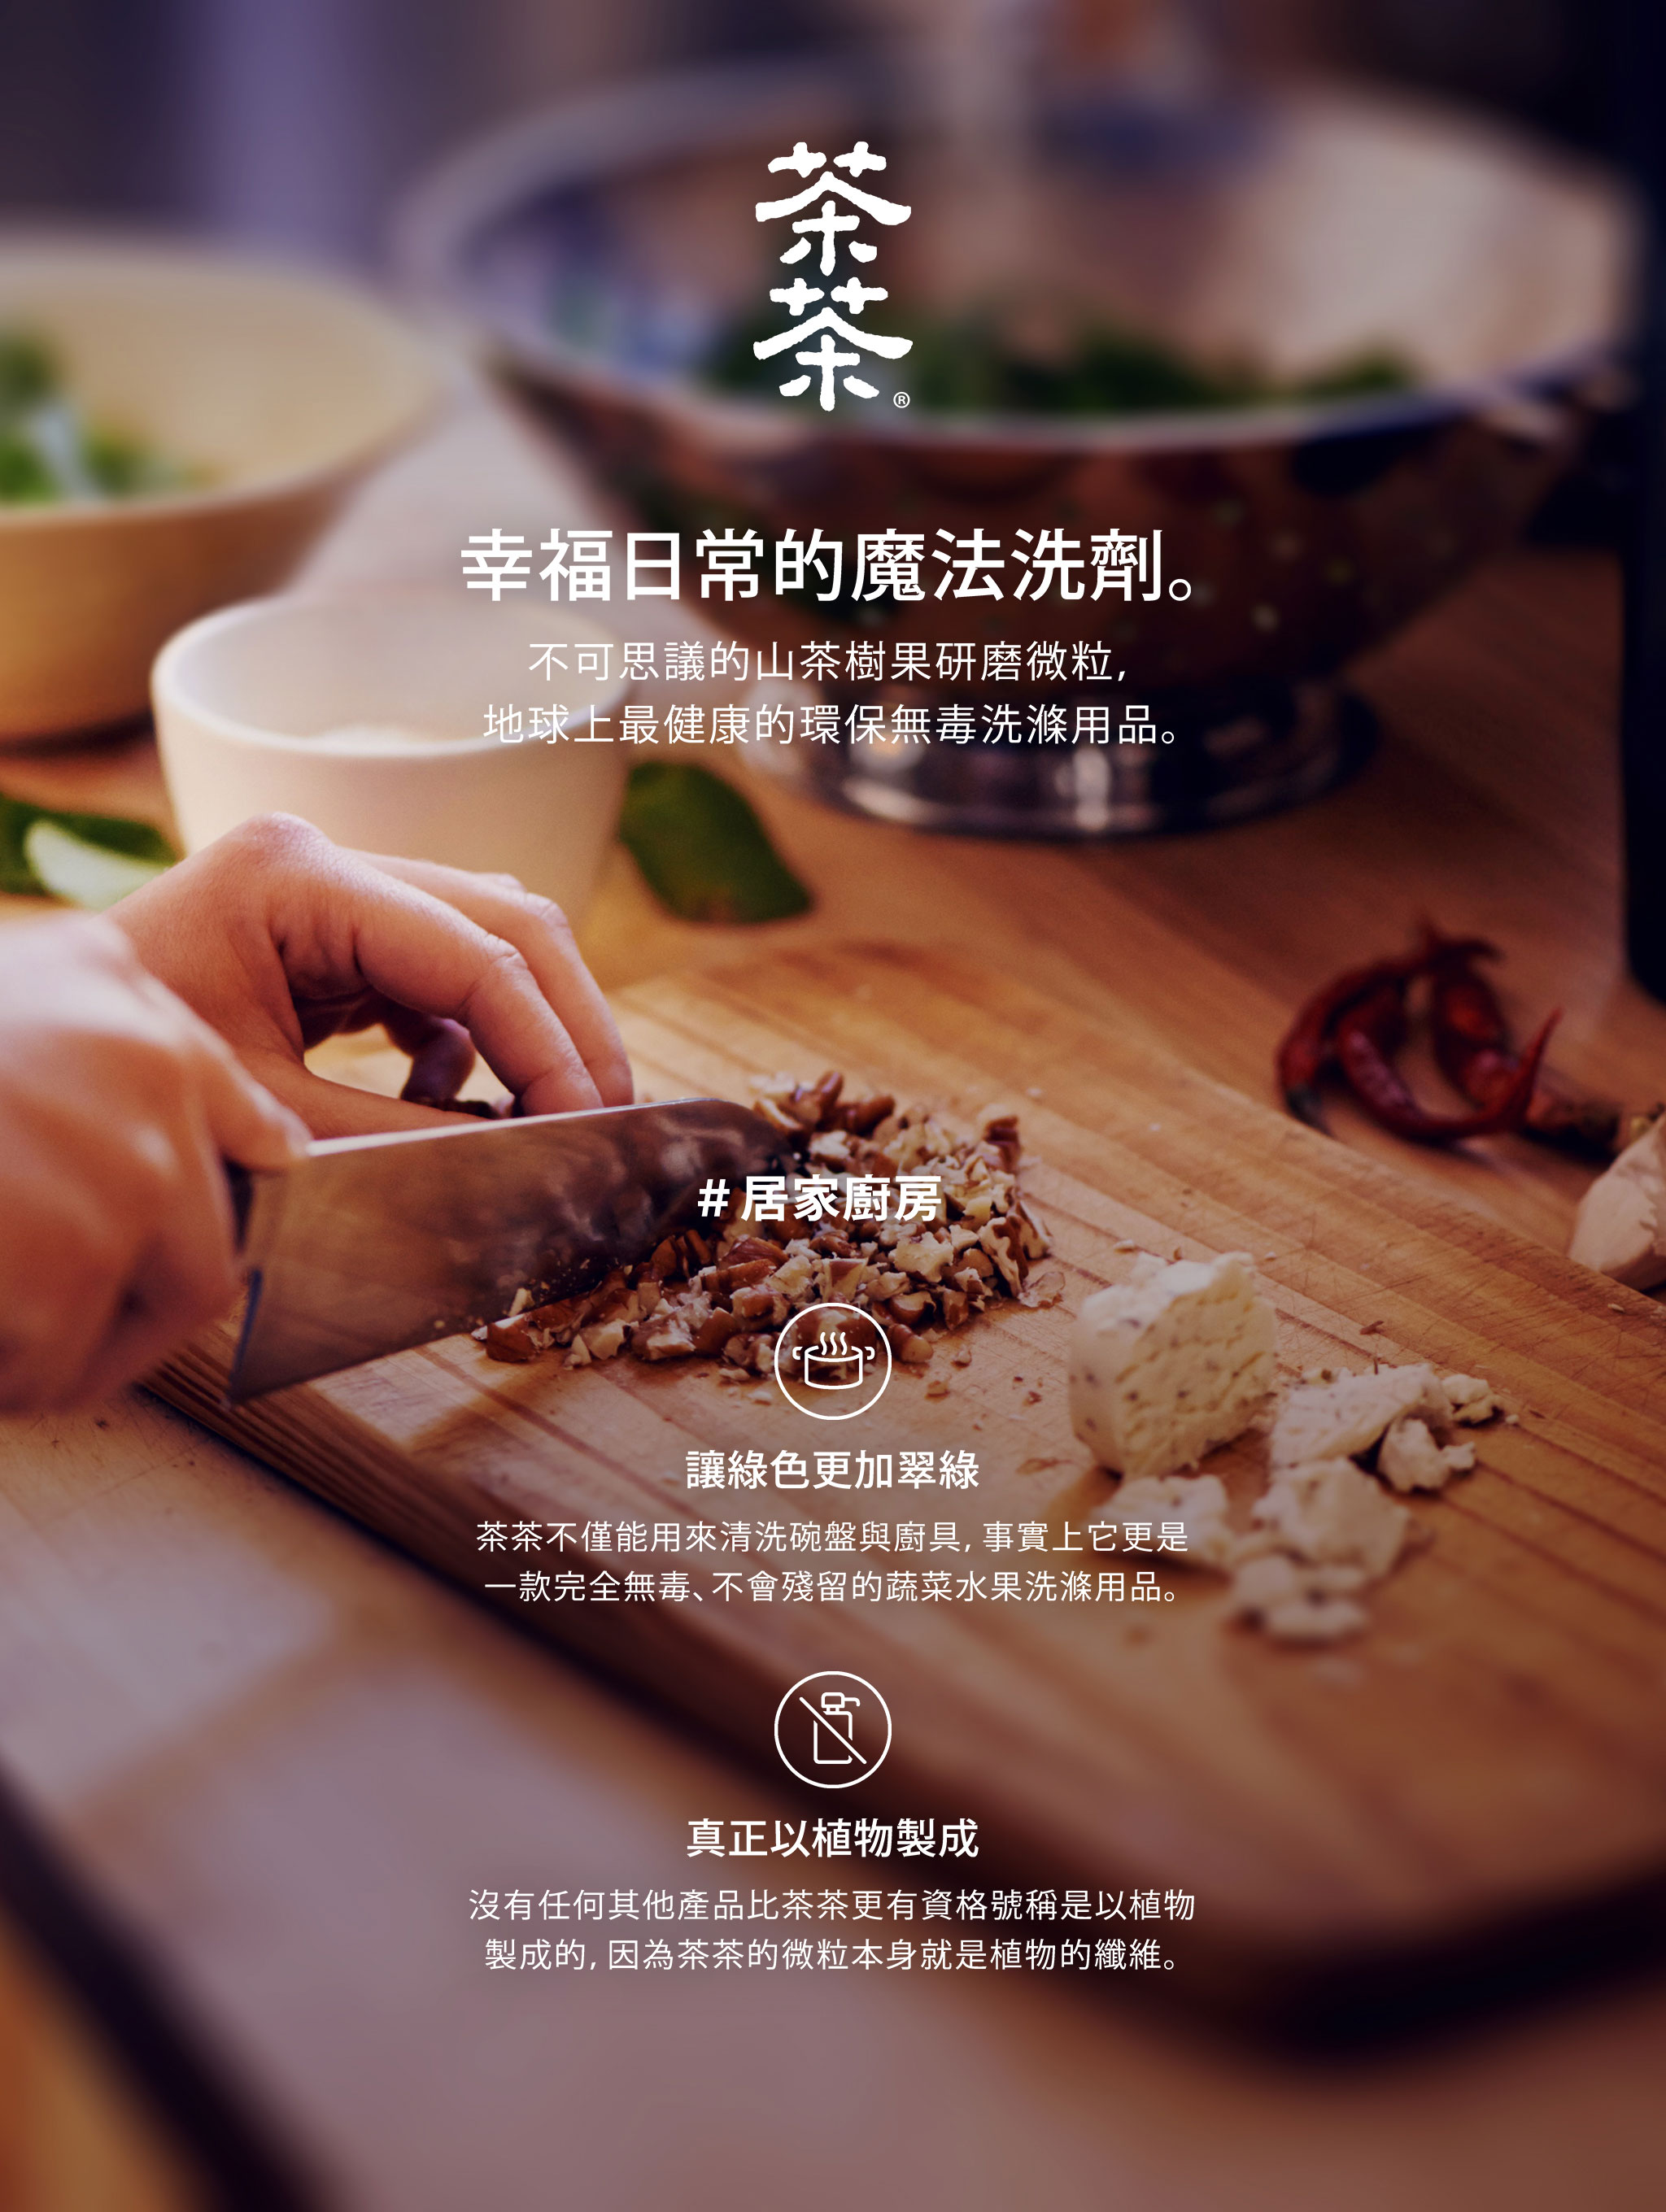 茶
茶®
幸福日常的魔法洗劑。
不可思議的山茶樹果研磨微粒,
地球上最健康的環保無毒洗滌用品。
#居家廚房
讓綠色更加翠綠
茶茶不僅能用來清洗碗盤與廚具, 事實上它更是
一款完全無毒、不會殘留的蔬菜水果洗滌用品。
真正以植物製成
沒有任何其他產品比茶茶更有資格號稱是以植物
製成的, 因為茶茶的微粒本身就是植物的纖維。